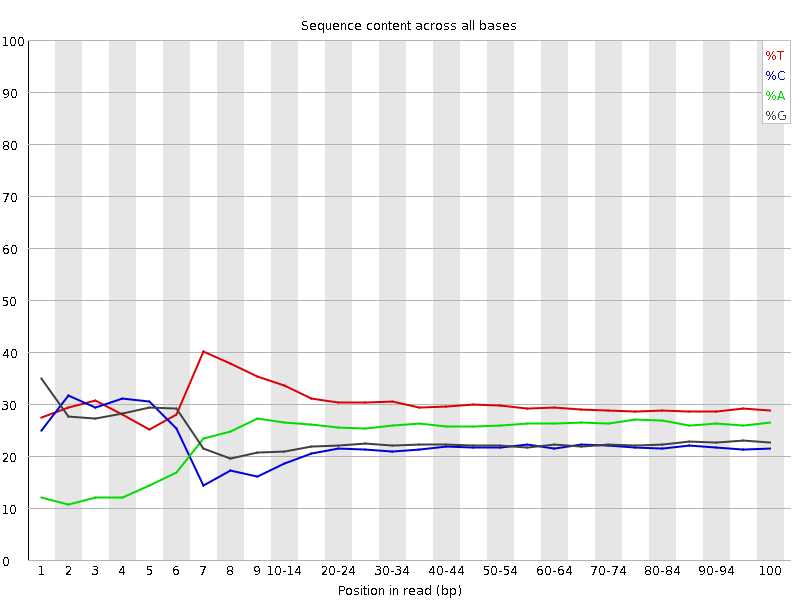 Sequence content across all bases
100
90
80
70
60
50
40
30
20
10
0
%T
%C
%A
%G
1 2 3 4 5 6 7 8 9 10-14 20-24 30-34 40-44 50-54 60-64 70-74 80-84 90-94 100
Position in read (bp)